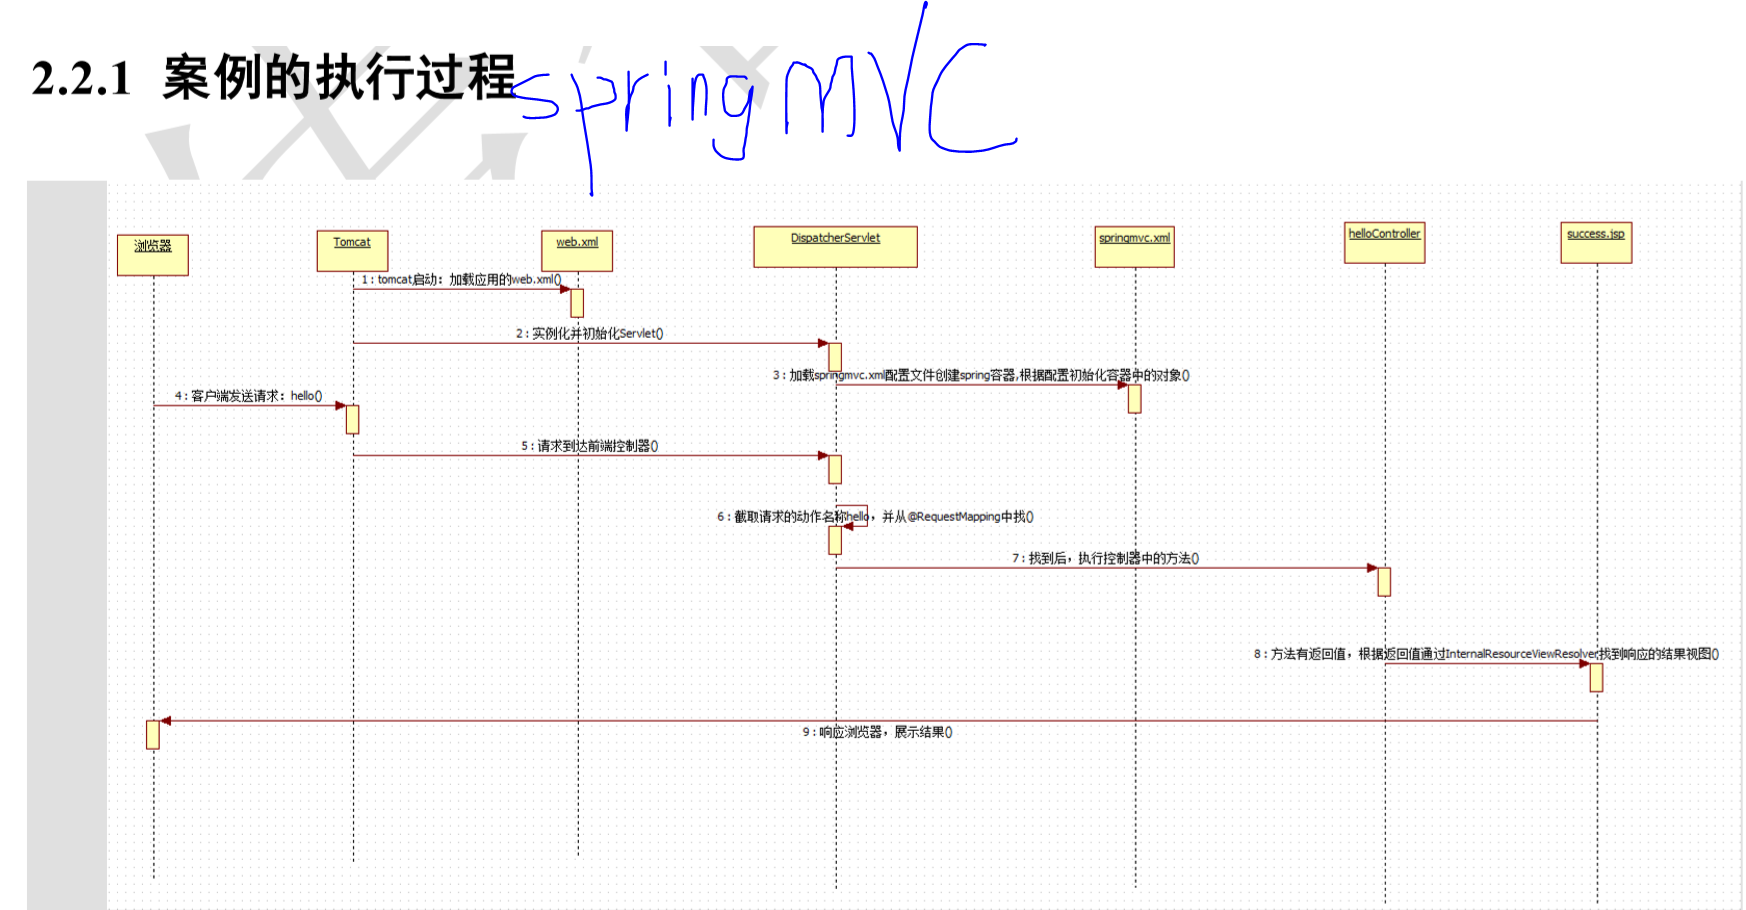 2.2.1 案例的执行过程
springMVC
浏览器
Tomcat
web.xml
DispatcherServlet
springmvc.xml
helloController
success.jsp
1 : tomcat启动：加载应用的web.xml()
2 : 实例化并初始化Servlet()
3 : 加载springmvc.xml配置文件创建spring容器,根据配置初始化容器中的对象()
4 : 客户端发送请求：hello()
5 : 请求到达前端控制器()
6 : 截取请求的动作名称hello，并从@RequestMapping中找()
7 : 找到后，执行控制器中的方法()
8 : 方法有返回值，根据返回值通过InternalResourceViewResolver找到响应的结果视图()
9 : 响应浏览器，展示结果()